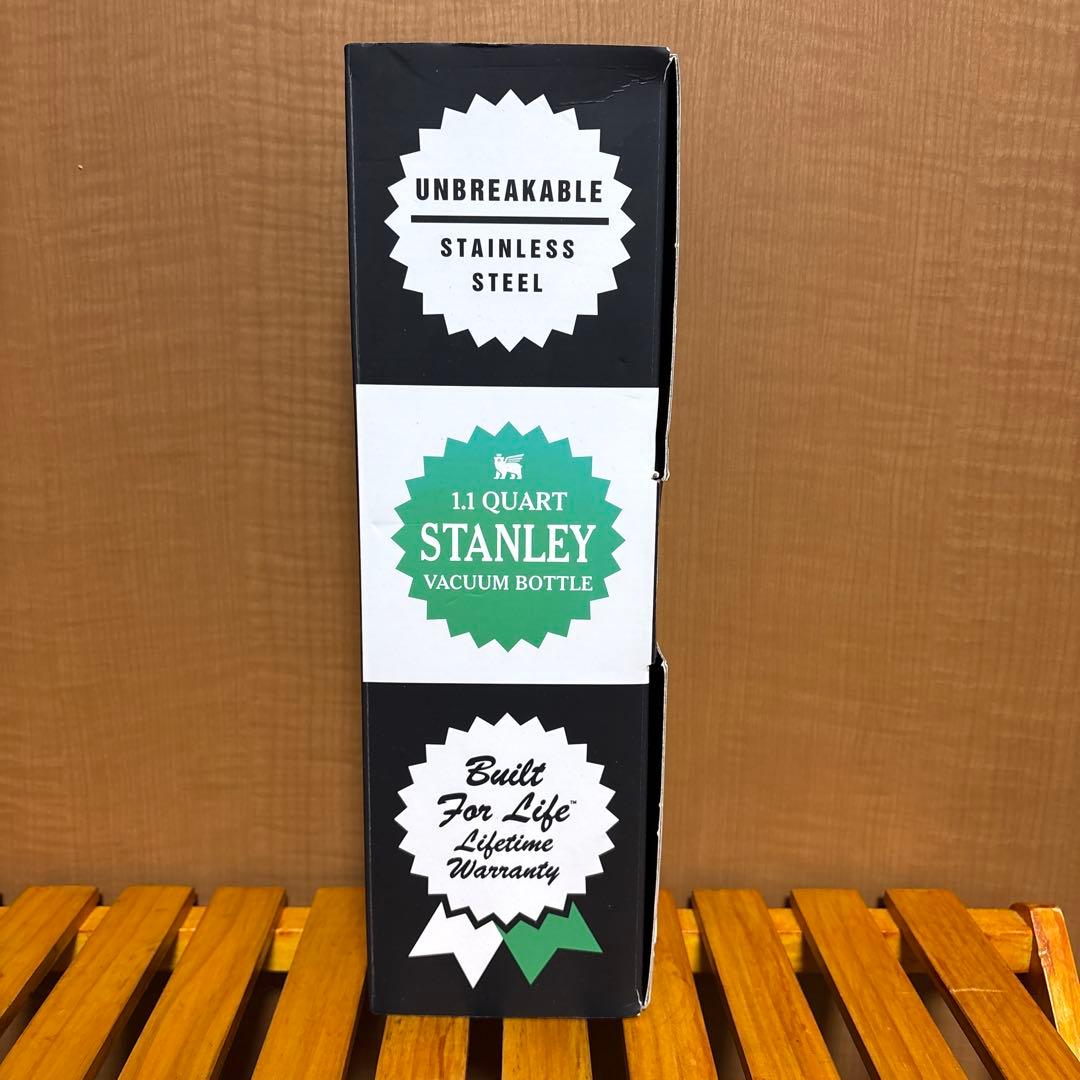 UNBREAKABLE
STAINLESS
STEEL
1.1 QUART
STANLEY
VACUUM BOTTLE
Built
For Life™
Lifetime
Warranty